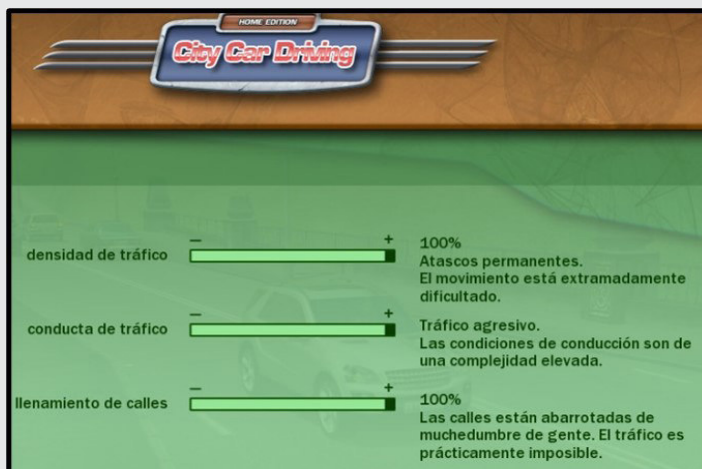 HOME EDITION
City Car Driving
densidad de tráfico
− +
100%
Atascos permanentes.
El movimiento está extramadamente
dificultado.
conducta de tráfico
− +
Tráfico agresivo.
Las condiciones de conducción son de
una complejidad elevada.
llenamiento de calles
− +
100%
Las calles están abarrotadas de
muchedumbre de gente. El tráfico es
prácticamente imposible.